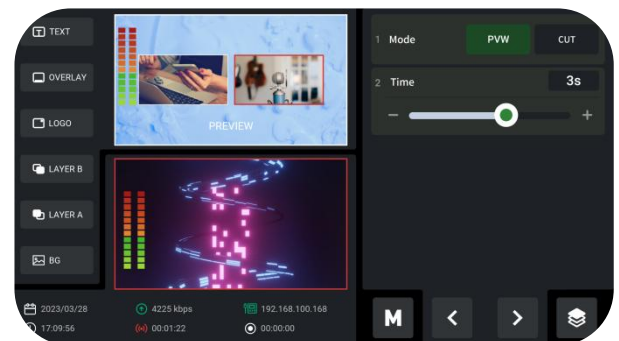 TEXT
OVERLAY
LOGO
LAYER B
LAYER A
BG
PREVIEW
2023/03/28
4225 kbps
192.168.100.168
17:09:56
00:01:22
00:00:00
1 Mode
PVW
CUT
2 Time
3s
M